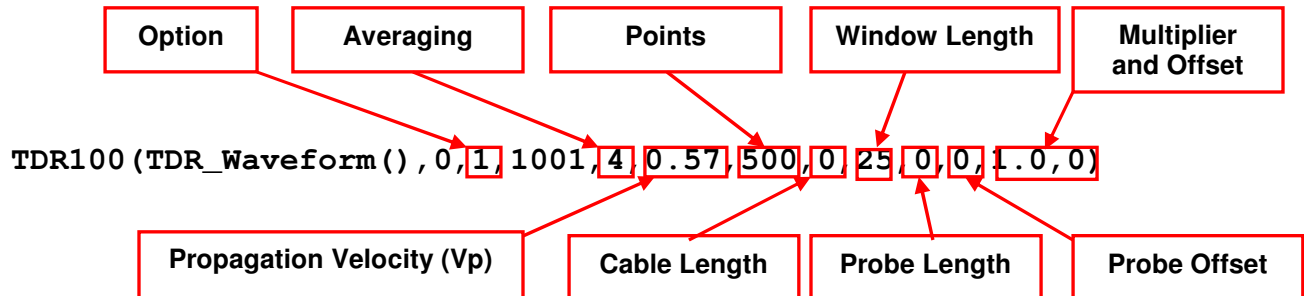 Option
Averaging
Points
Window Length
Multiplier
and Offset
TDR100(TDR_Waveform(),0,1,1001,4,0.57,500,0,25,0,0,1.0,0)
Propagation Velocity (Vp)
Cable Length
Probe Length
Probe Offset